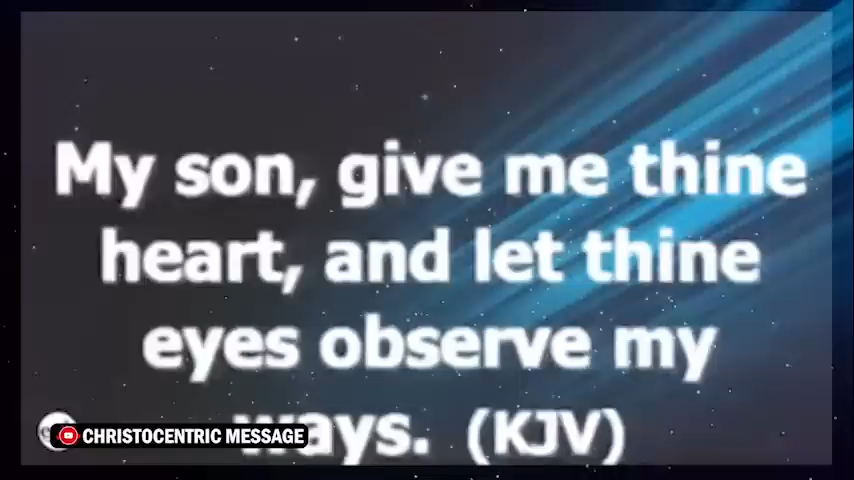 My son, give me thine
heart, and let thine
eyes observe my
ways. (KJV)
CHRISTOCENTRIC MESSAGE